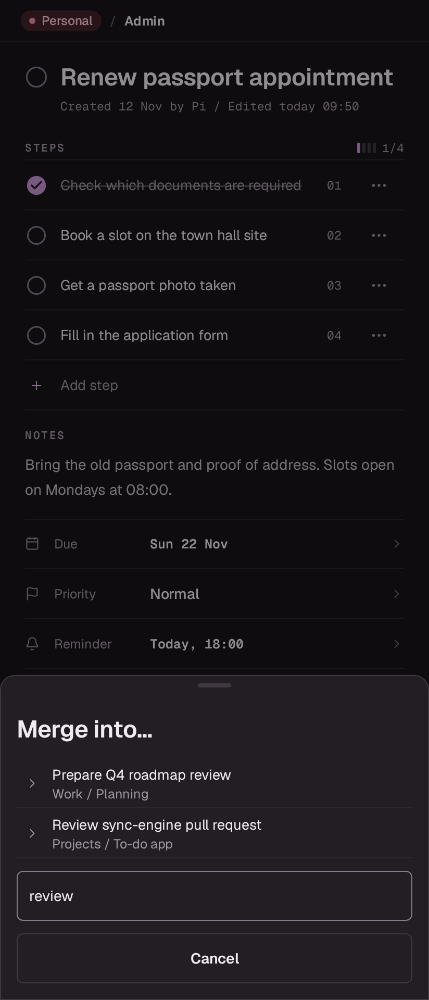 Personal / Admin
Renew passport appointment
Created 12 Nov by Pi / Edited today 09:50
STEPS 1/4
Check which documents are required 01
Book a slot on the town hall site 02
Get a passport photo taken 03
Fill in the application form 04
+ Add step
NOTES
Bring the old passport and proof of address. Slots open
on Mondays at 08:00.
Due Sun 22 Nov
Priority Normal
Reminder Today, 18:00
Merge into…
Prepare Q4 roadmap review
Work / Planning
Review sync-engine pull request
Projects / To-do app
review
Cancel